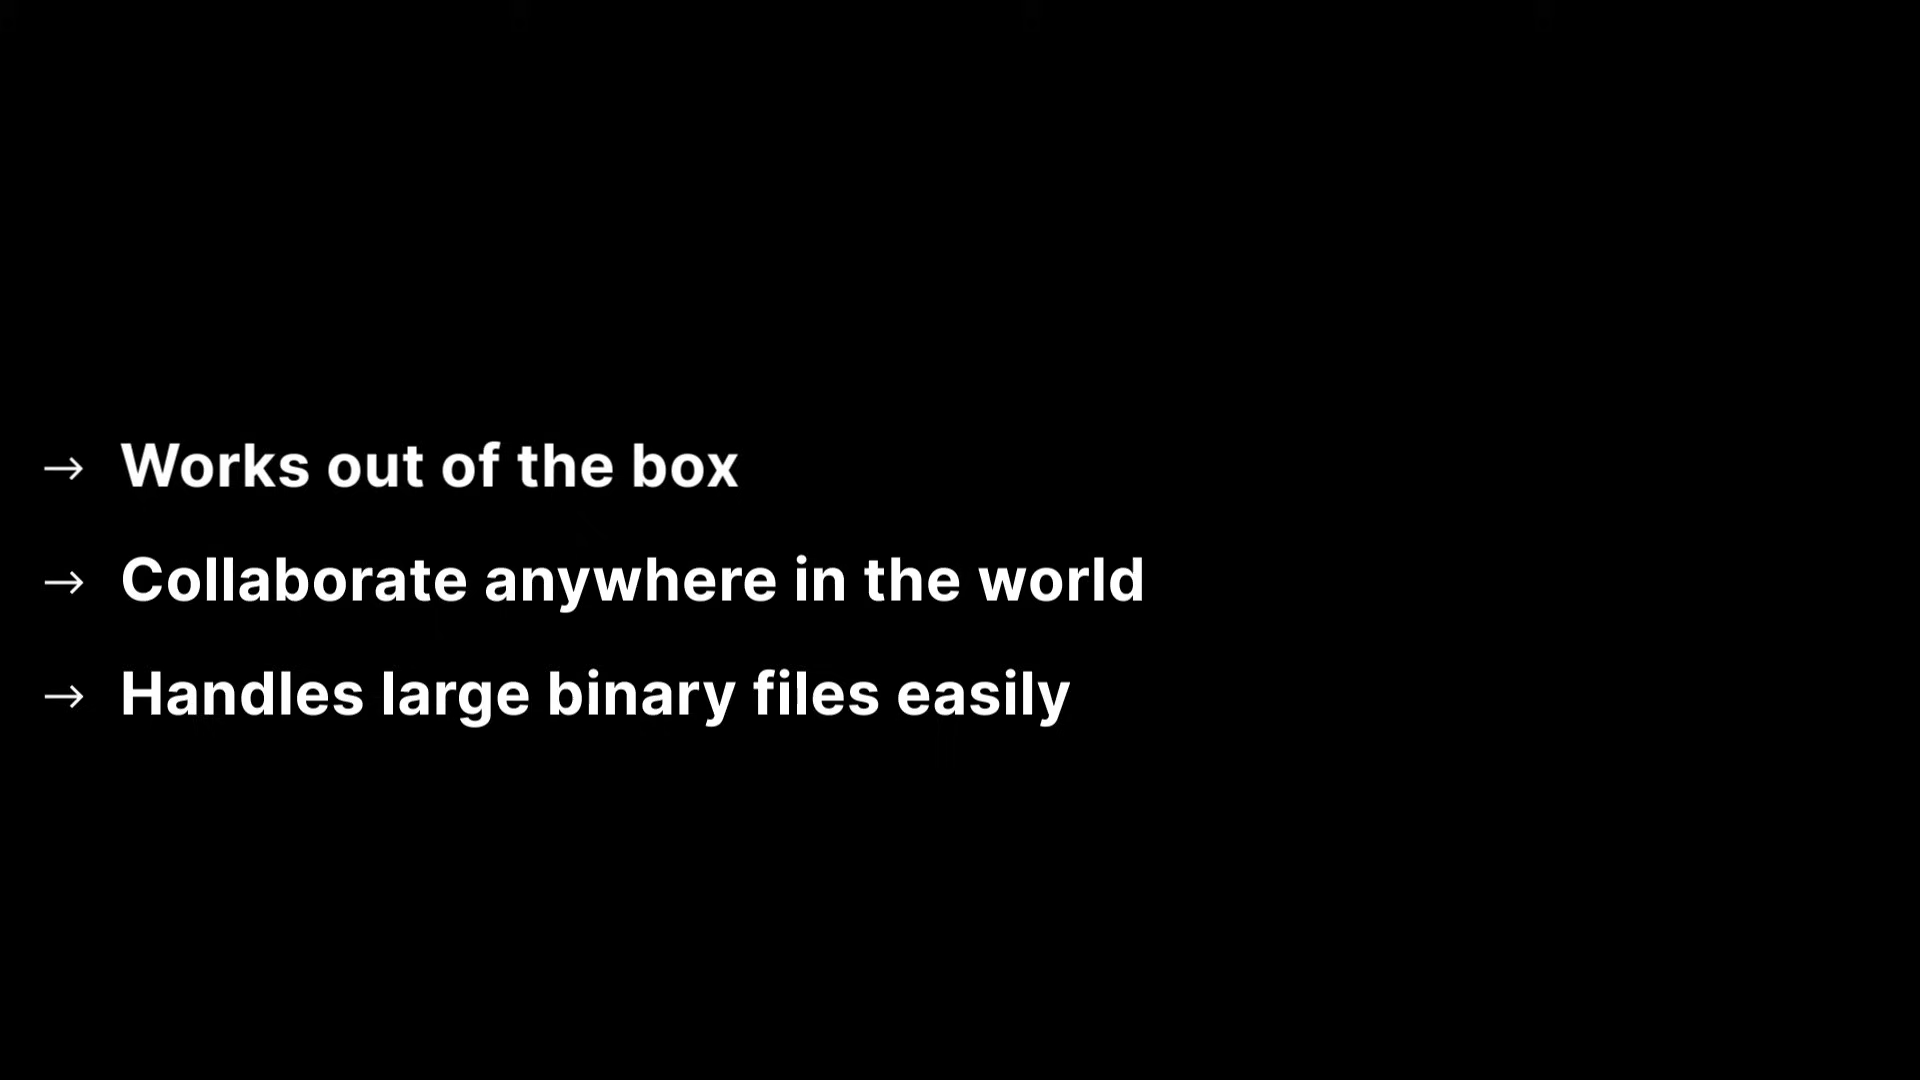 → Works out of the box
→ Collaborate anywhere in the world
→ Handles large binary files easily